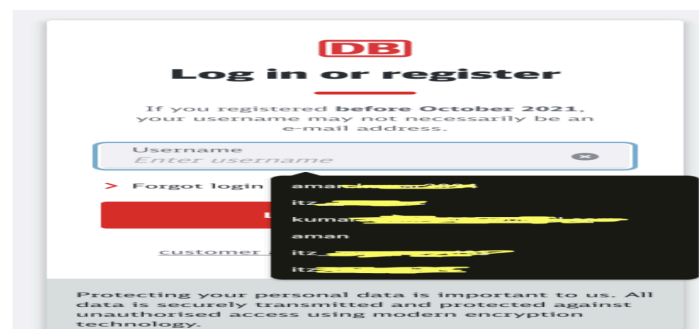 DB
Log in or register
If you registered before October 2021,
your username may not necessarily be an
e-mail address.
Username
Enter username
> Forgot login
itz
aman
itz
itz
customer
Protecting your personal data is important to us. All
data is securely transmitted and protected against
unauthorised access using modern encryption
technology.